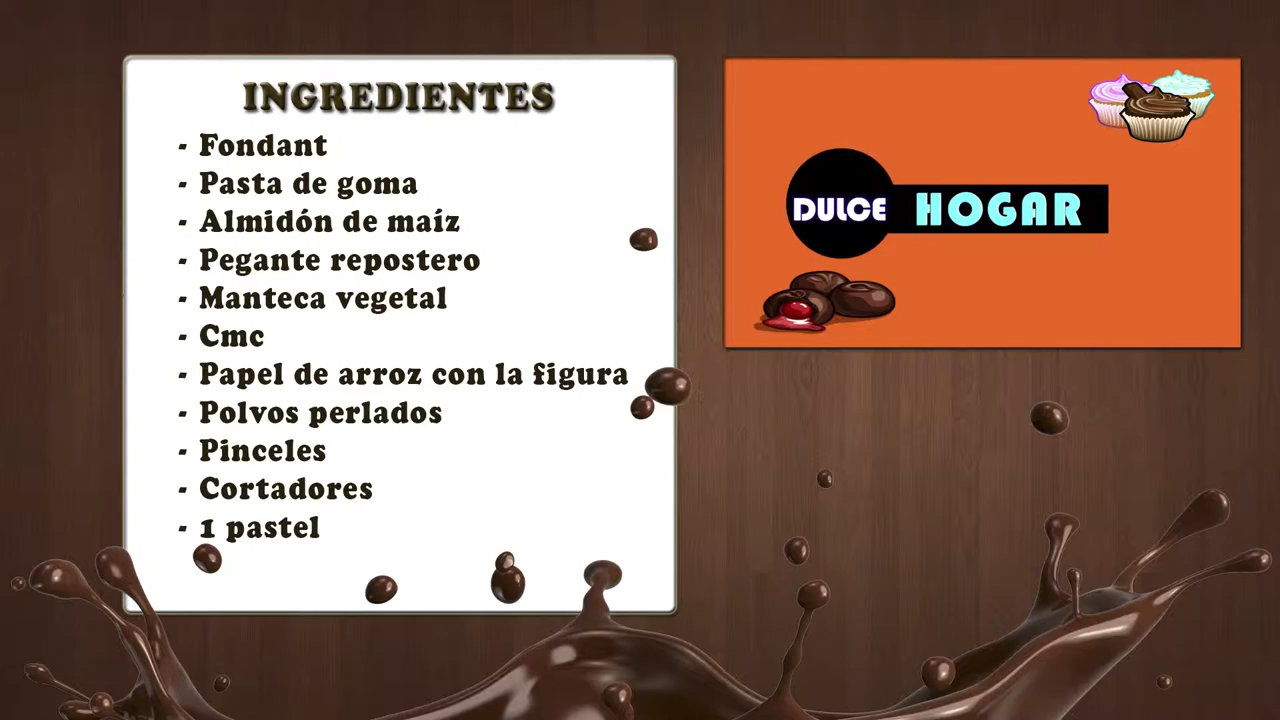 INGREDIENTES
- Fondant
- Pasta de goma
- Almidón de maíz
- Pegante repostero
- Manteca vegetal
- Cmc
- Papel de arroz con la figura
- Polvos perlados
- Pinceles
- Cortadores
- 1 pastel
DULCE HOGAR